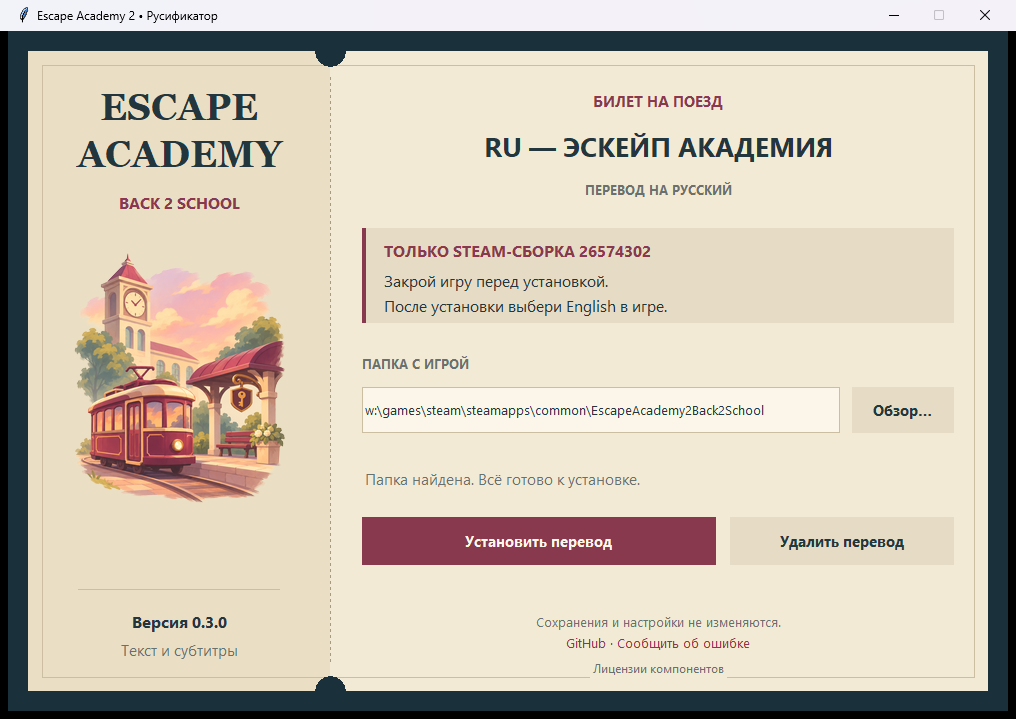 Escape Academy 2 • Русификатор
ESCAPE
ACADEMY
BACK 2 SCHOOL
Версия 0.3.0
Текст и субтитры
БИЛЕТ НА ПОЕЗД
RU — ЭСКЕЙП АКАДЕМИЯ
ПЕРЕВОД НА РУССКИЙ
ТОЛЬКО STEAM-СБОРКА 26574302
Закрой игру перед установкой.
После установки выбери English в игре.
ПАПКА С ИГРОЙ
w:\games\steam\steamapps\common\EscapeAcademy2Back2School
Обзор...
Папка найдена. Всё готово к установке.
Установить перевод
Удалить перевод
Сохранения и настройки не изменяются.
GitHub · Сообщить об ошибке
Лицензии компонентов